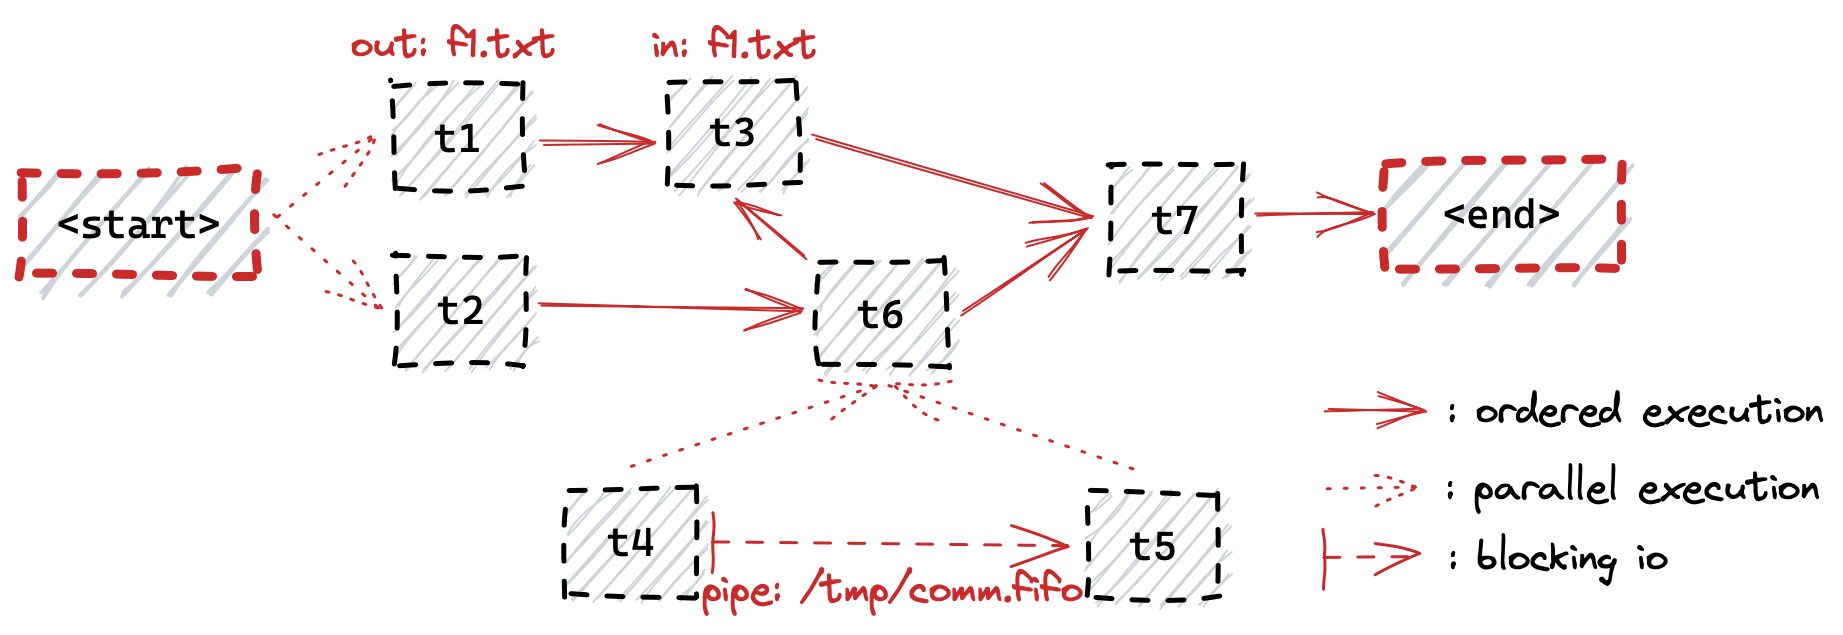 out: f1.txt
in: f1.txt
t1
t3
<start>
t7
<end>
t2
t6
: ordered execution
: parallel execution
t4
t5
: blocking io
pipe: /tmp/comm.fifo